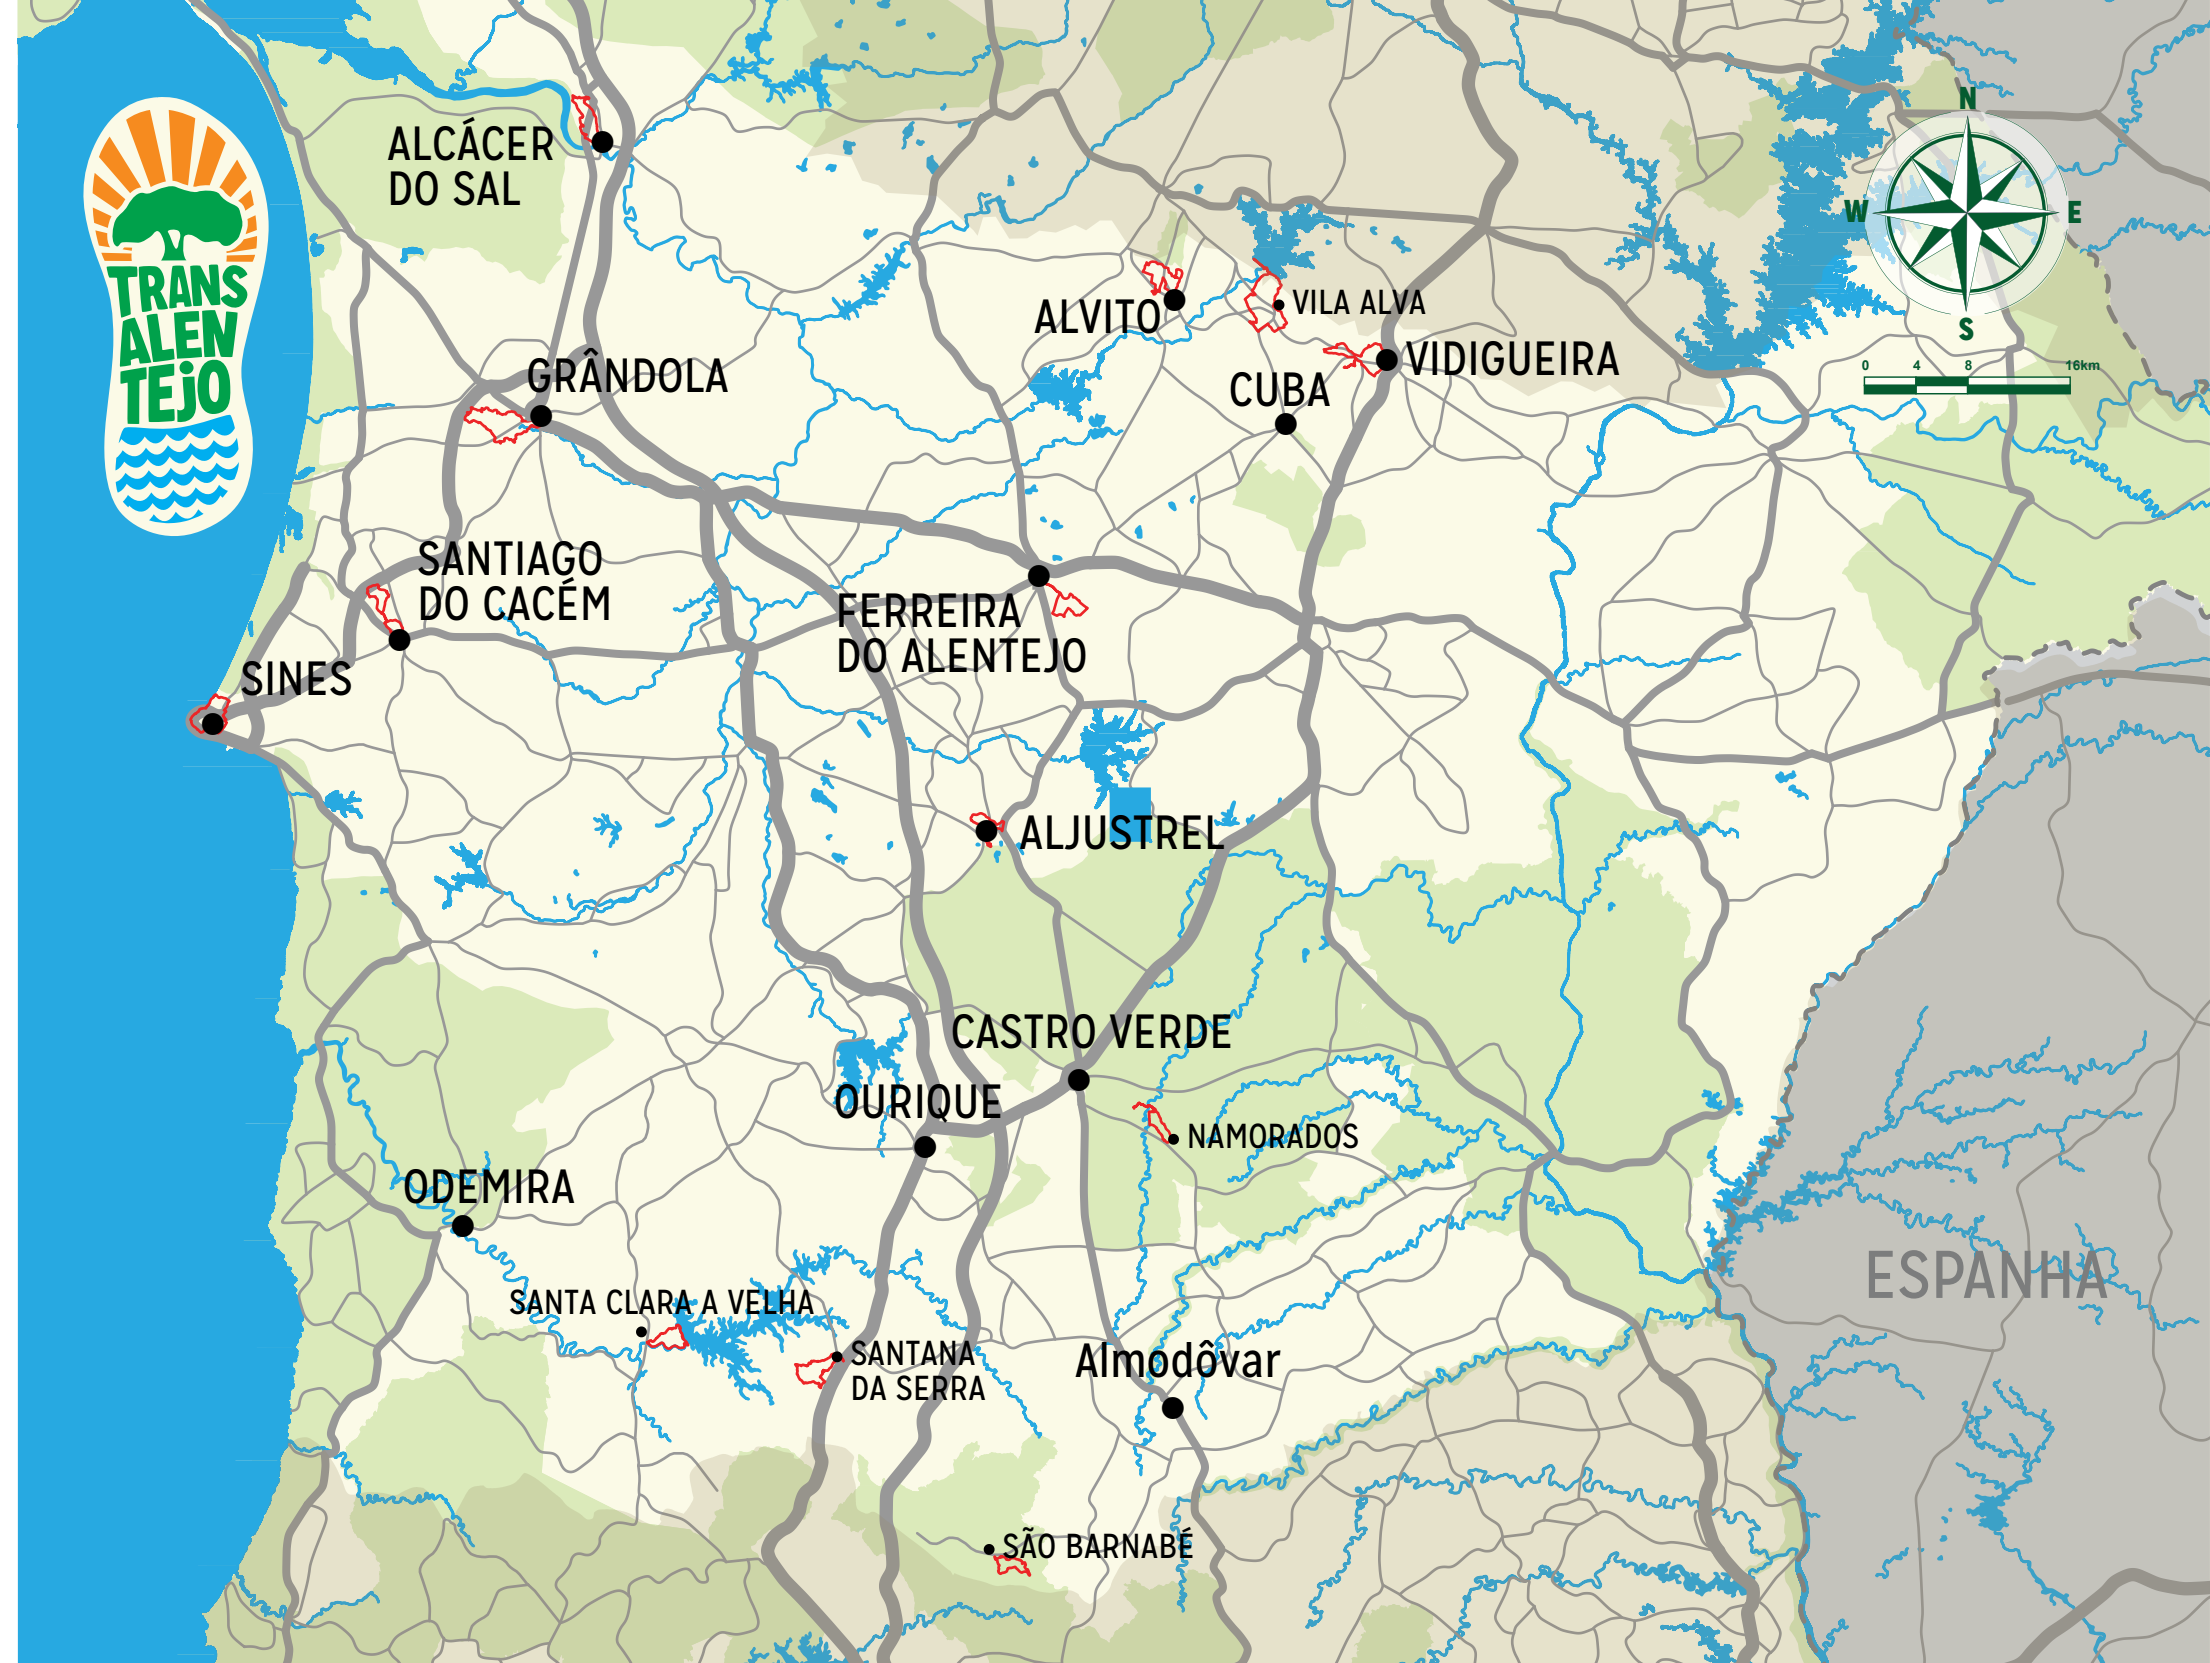 TRANS
ALEN
TEjO
ALCÁCER
DO SAL
N
W
E
S
0 4 8 16km
ALVITO
VILA ALVA
VIDIGUEIRA
GRÂNDOLA
CUBA
SANTIAGO
DO CACÉM
FERREIRA
DO ALENTEJO
SINES
ALJUSTREL
CASTRO VERDE
OURIQUE
NAMORADOS
ODEMIRA
ESPANHA
SANTA CLARA A VELHA
SANTANA
DA SERRA
Almodôvar
SÃO BARNABÉ